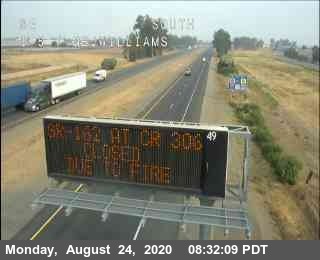 SOUTH
WILLIAMS
SR-162 AT CR 306
CLOSED
DUE TO FIRE
49
Monday, August 24, 2020 08:32:09 PDT